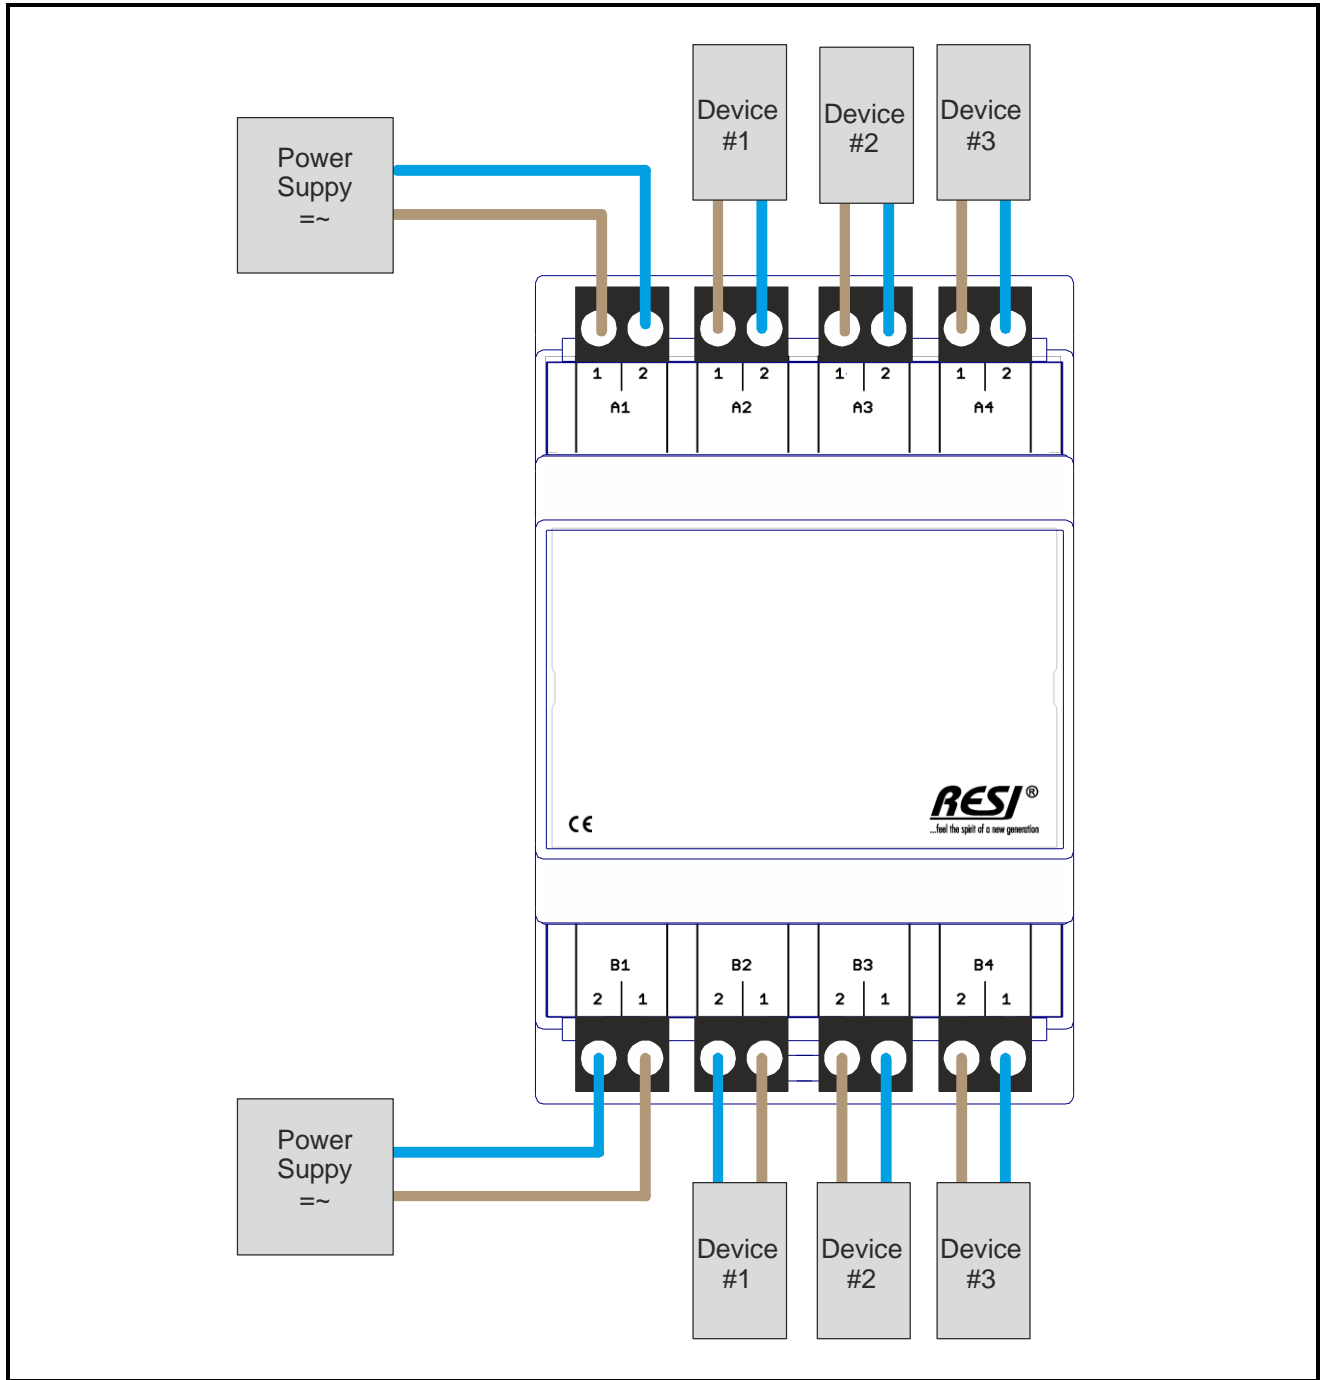 Device
#1
Device
#2
Device
#3
Power
Suppy
=~
1 2 1 2 1 2 1 2
A1 A2 A3 A4
CE
RESI®
...feel the spirit of a new generation
B1 B2 B3 B4
2 1 2 1 2 1 2 1
Power
Suppy
=~
Device
#1
Device
#2
Device
#3